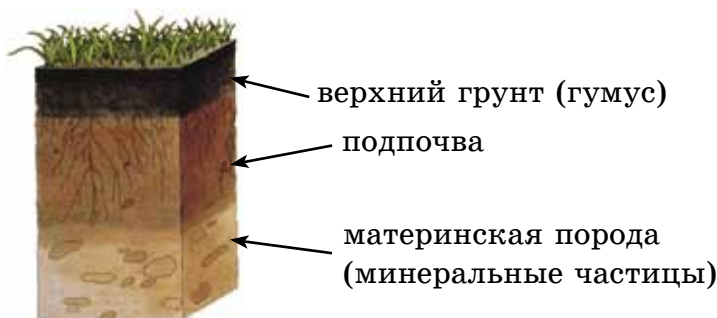 верхний грунт (гумус)
подпочва
материнская порода
(минеральные частицы)